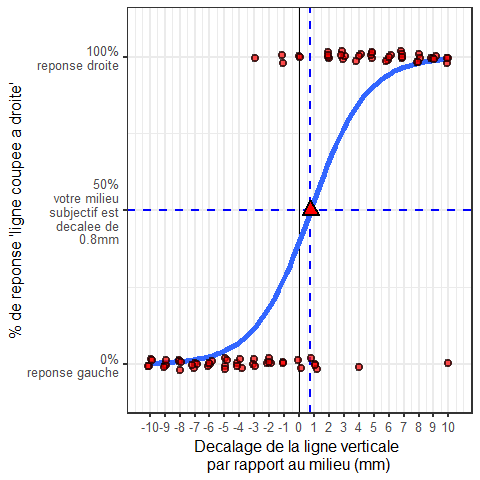 % de reponse 'ligne coupee a droite'
100%
reponse droite
50%
votre milieu
subjectif est
decalee de
0.8mm
0%
reponse gauche
-10 -9 -8 -7 -6 -5 -4 -3 -2 -1 0 1 2 3 4 5 6 7 8 9 10
Decalage de la ligne verticale
par rapport au milieu (mm)